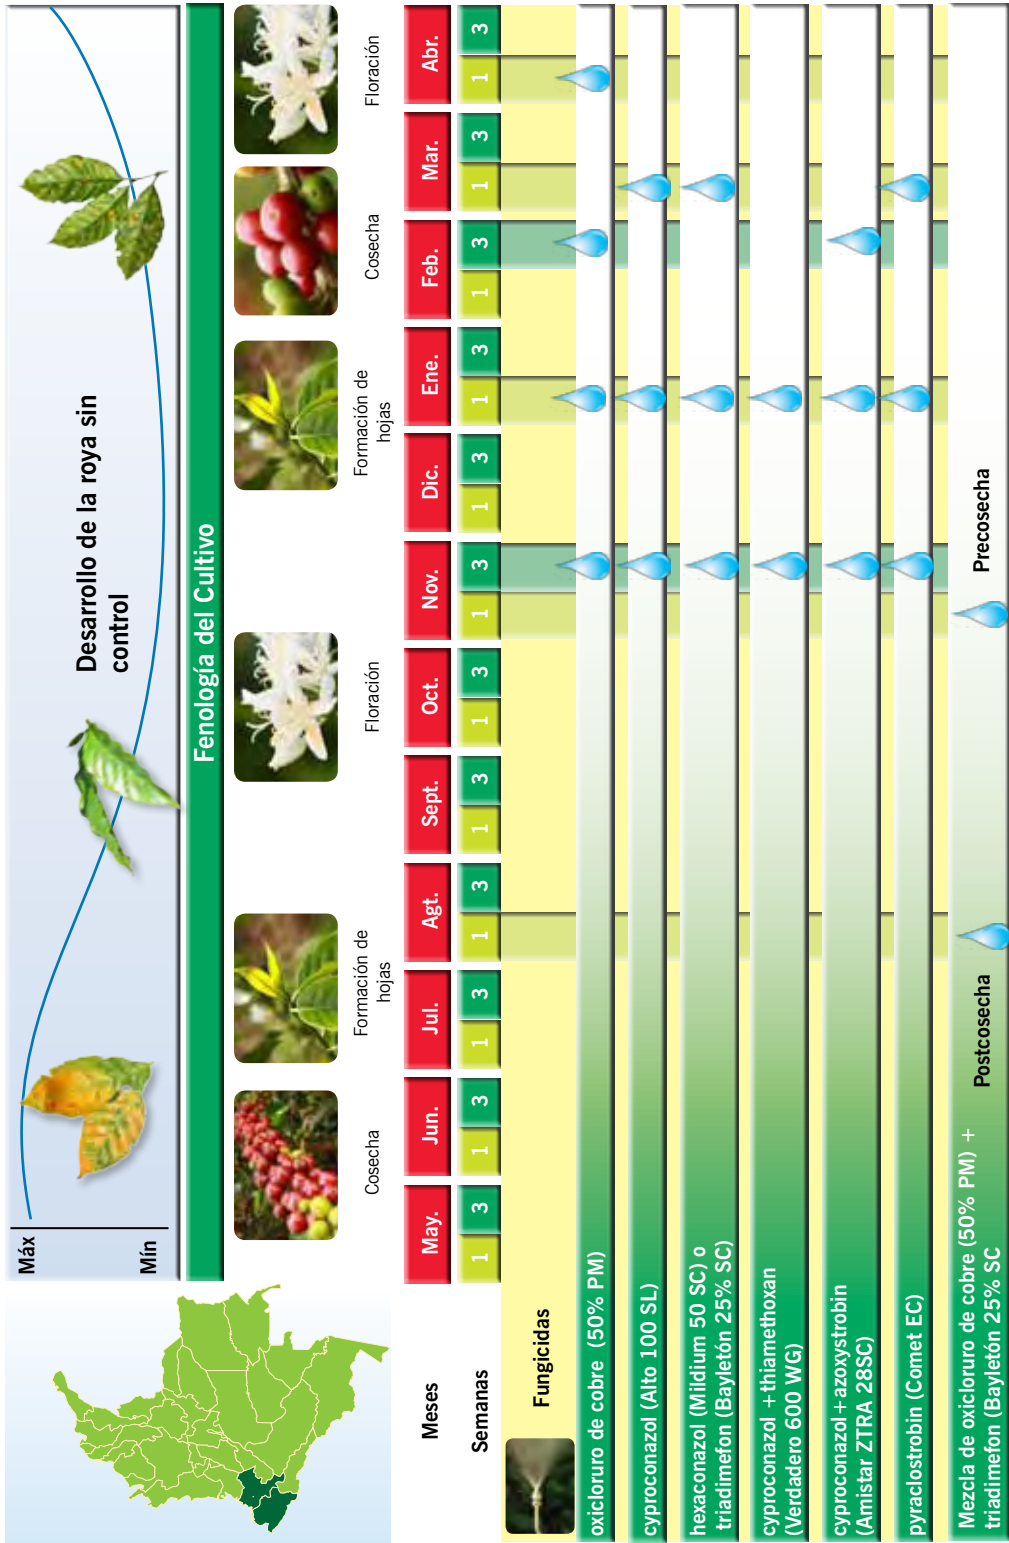 Máx
Mín
Desarrollo de la roya sin
control
Fenología del Cultivo
Cosecha
Formación de
hojas
Floración
Formación de
hojas
Cosecha
Floración
Meses
May.
Jun.
Jul.
Agt.
Sept.
Oct.
Nov.
Dic.
Ene.
Feb.
Mar.
Abr.
Semanas
1 3 1 3 1 3 1 3 1 3 1 3 1 3 1 3 1 3 1 3 1 3 1 3
Fungicidas
oxicloruro de cobre (50% PM)
cyproconazol (Alto 100 SL)
hexaconazol (Mildium 50 SC) o
triadimefon (Bayletón 25% SC)
cyproconazol +thiamethoxan
(Verdadero 600 WG)
cyproconazol+azoxystrobin
(Amistar ZTRA 28SC)
pyraclostrobin (Comet EC)
Mezcla de oxicloruro de cobre (50% PM) +
triadimefon (Bayletón 25% SC
Postcosecha
Precosecha